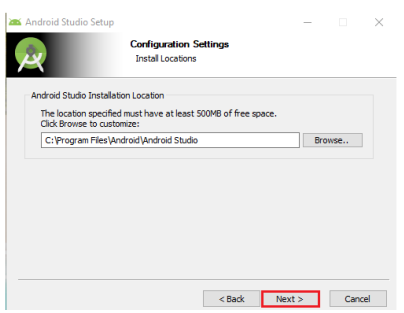 Android Studio Setup
Configuration Settings
Install Locations
Android Studio Installation Location
The location specified must have at least 500MB of free space.
Click Browse to customize:
C:\Program Files\Android\Android Studio
Browse..
< Back
Next >
Cancel